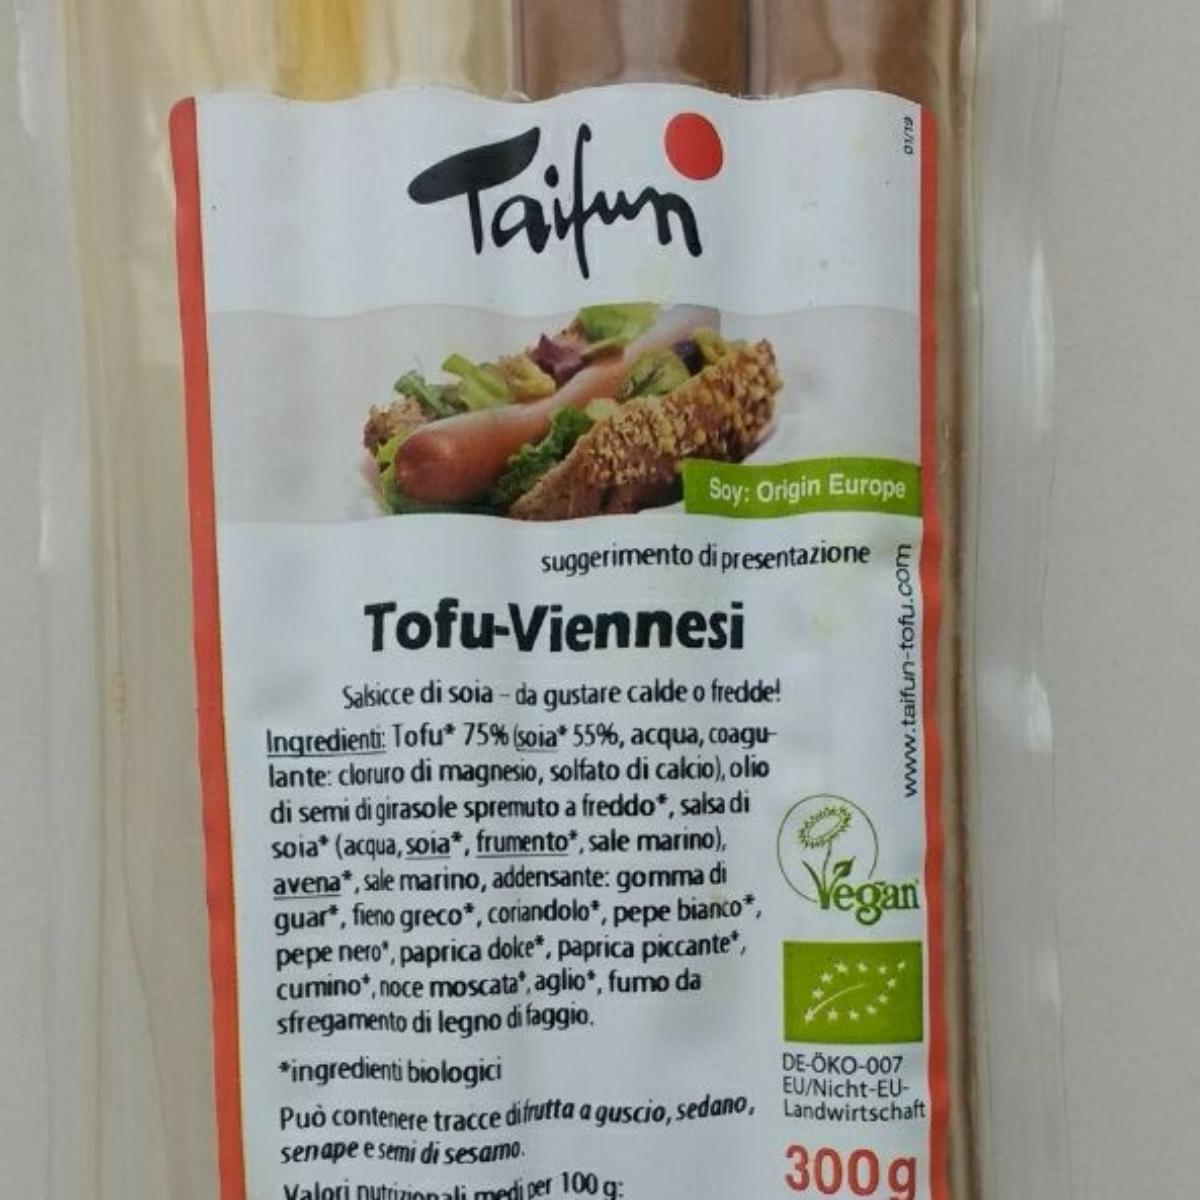 01/19
Taifun
Soy: Origin Europe
suggerimento di presentazione
www.taifun-tofu.com
Tofu-Viennesi
Salsicce di soia – da gustare calde o fredde!
Ingredienti: Tofu* 75% (soia* 55%, acqua, coagu-
lante: cloruro di magnesio, solfato di calcio), olio
di semi di girasole spremuto a freddo*, salsa di
soia* (acqua, soia*, frumento*, sale marino),
avena*, sale marino, addensante: gomma di
guar*, fieno greco*, coriandolo*, pepe bianco*,
pepe nero*, paprica dolce*, paprica piccante*,
cumino*, noce moscata*, aglio*, fumo da
sfregamento di legno di faggio.
*ingredienti biologici
Può contenere tracce di frutta a guscio, sedano,
senape e semi di sesamo.
Valori nutrizionali medi per 100 g:
Vegan
DE-ÖKO-007
EU/Nicht-EU-
Landwirtschaft
300g